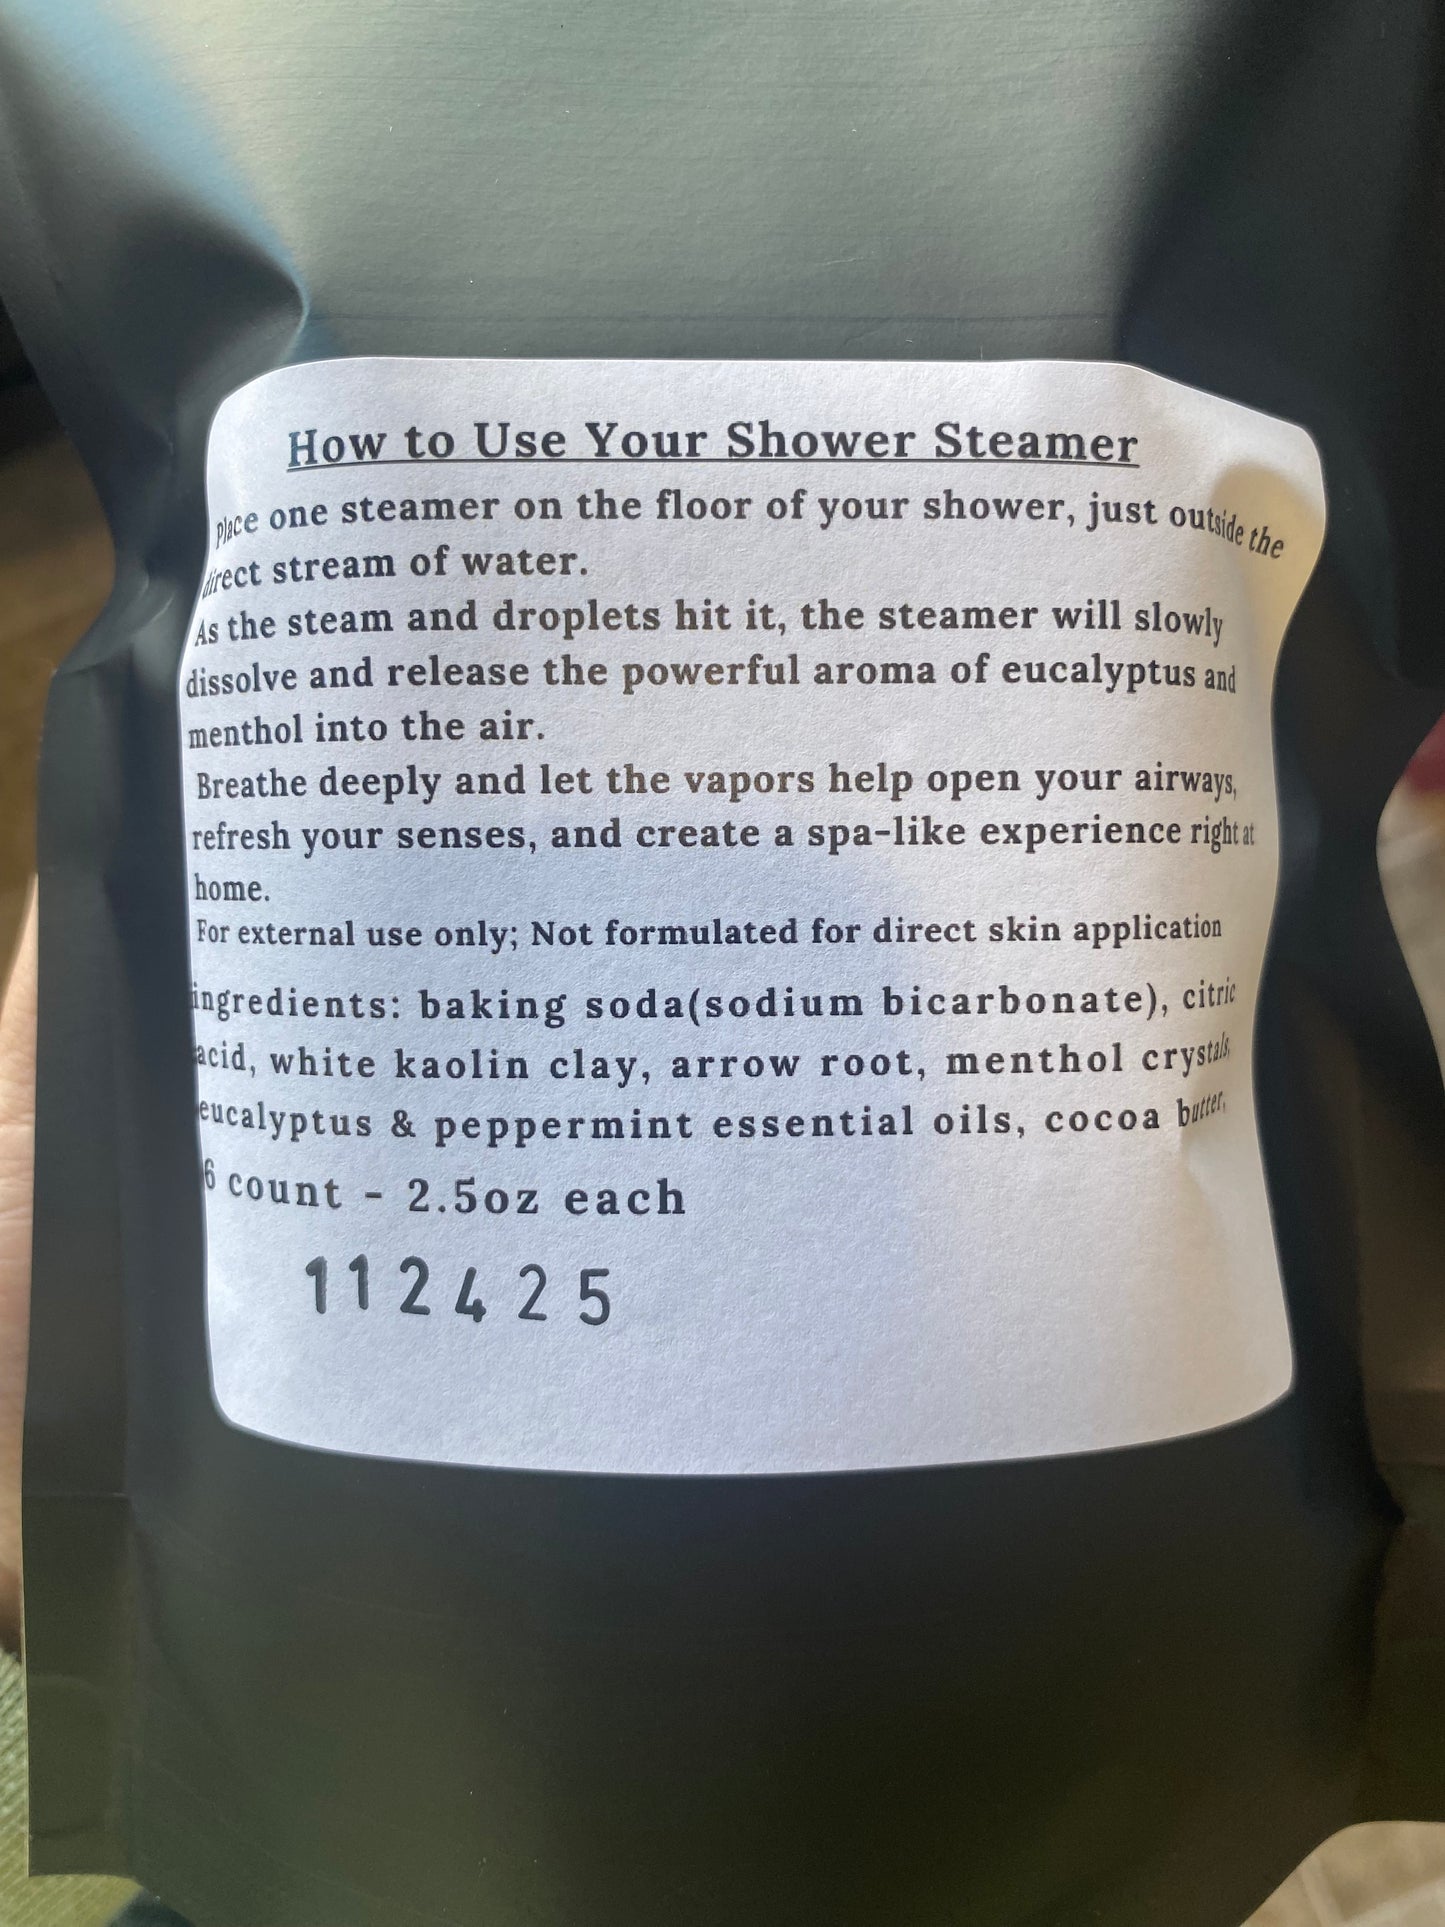 How to Use Your Shower Steamer
Place one steamer on the floor of your shower, just outside the
direct stream of water.
As the steam and droplets hit it, the steamer will slowly
dissolve and release the powerful aroma of eucalyptus and
menthol into the air.
Breathe deeply and let the vapors help open your airways,
refresh your senses, and create a spa-like experience right at
home.
For external use only; Not formulated for direct skin application
ingredients: baking soda(sodium bicarbonate), citric
acid, white kaolin clay, arrow root, menthol crystals,
eucalyptus & peppermint essential oils, cocoa butter,
6 count - 2.5oz each
112425